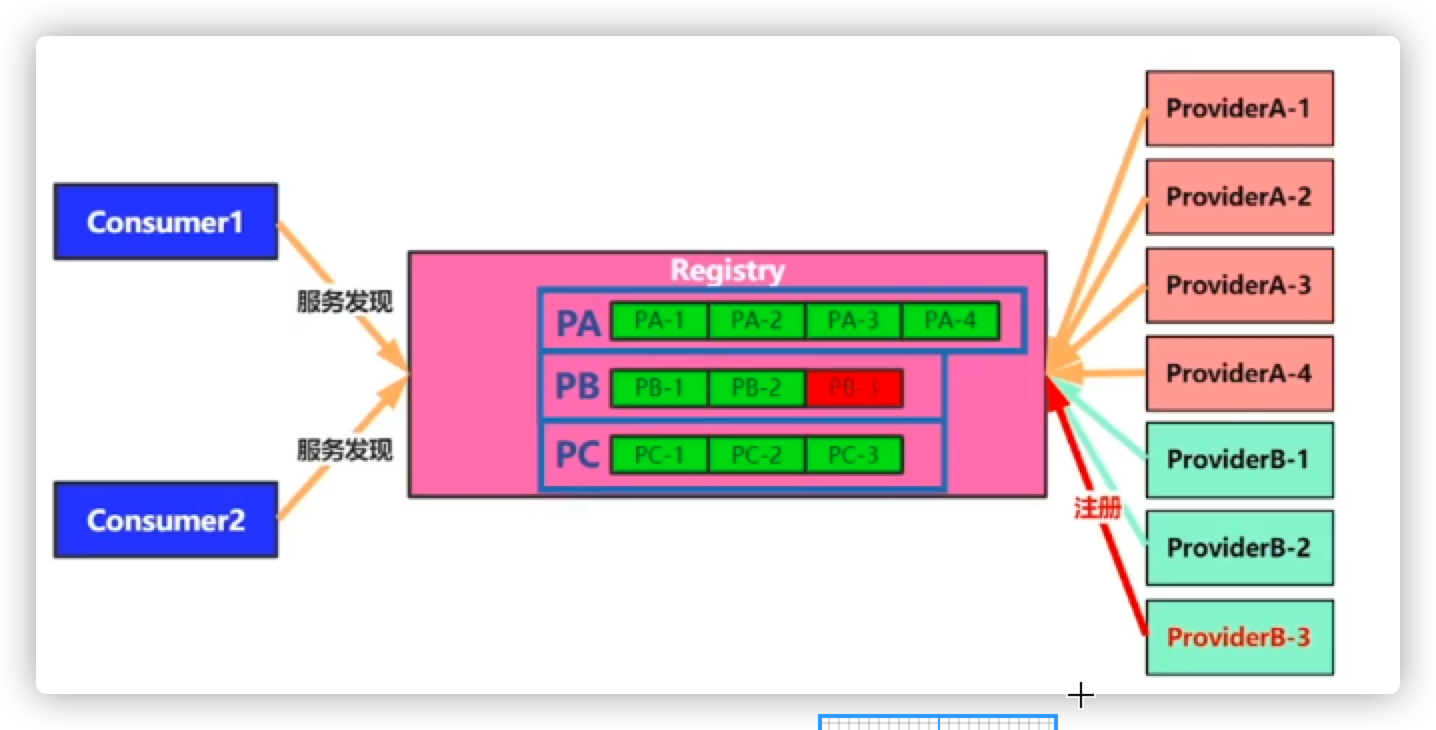 Consumer1
服务发现
Consumer2
服务发现
Registry
PA PA-1 PA-2 PA-3 PA-4
PB PB-1 PB-2 PB-3
PC PC-1 PC-2 PC-3
ProviderA-1
ProviderA-2
ProviderA-3
ProviderA-4
ProviderB-1
注册
ProviderB-2
ProviderB-3